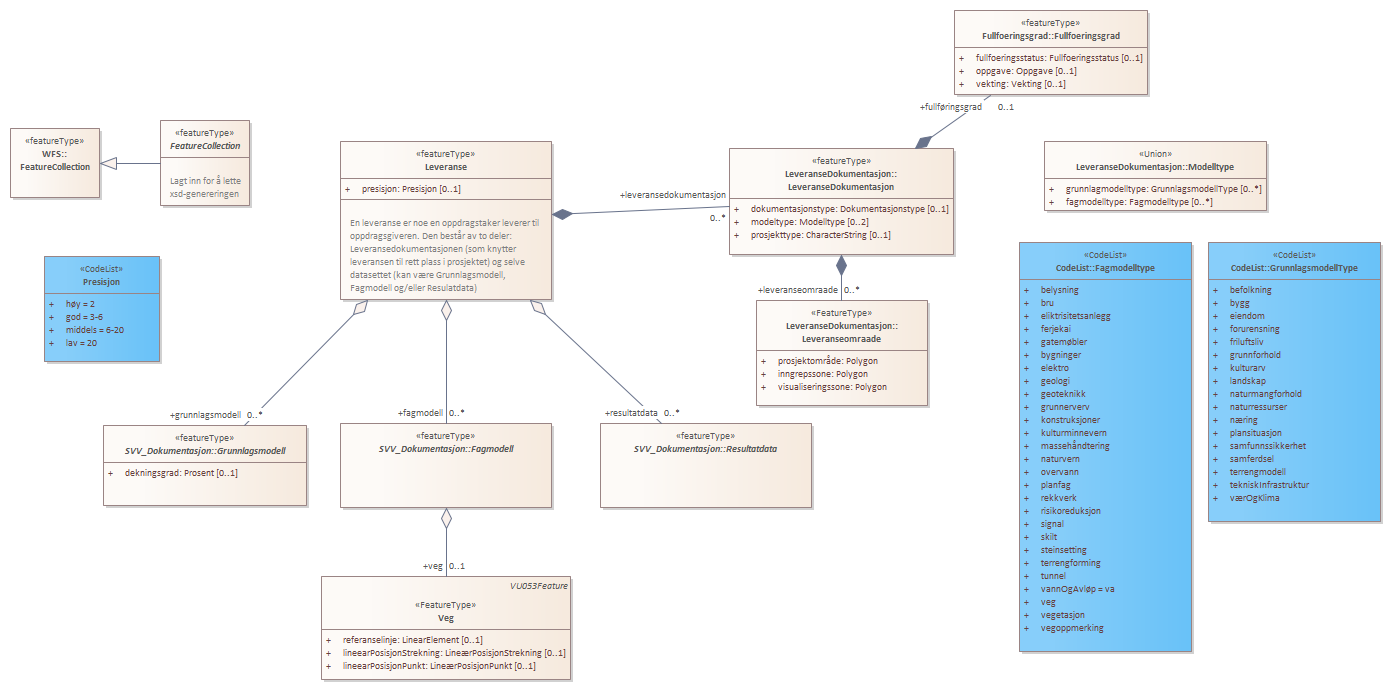 «featureType»
Fullfoeringsgrad::Fullfoeringsgrad
+ fullfoeringsstatus: Fullfoeringsstatus [0..1]
+ oppgave: Oppgave [0..1]
+ vekting: Vekting [0..1]
+fullføringsgrad 0..1
«featureType»
WFS::
FeatureCollection
«featureType»
FeatureCollection
Lagt inn for å lette
xsd-genereringen
«featureType»
Leveranse
+ presisjon: Presisjon [0..1]
En leveranse er noe en oppdragstaker leverer til
oppdragsgiveren. Den består av to deler:
Leveransedokumentasjonen (som knytter
leveransen til rett plass i prosjektet) og selve
datasettet (kan være Grunnlagsmodell,
Fagmodell og/eller Resulatdata)
+leveransedokumentasjon
0..*
«featureType»
LeveranseDokumentasjon::
LeveranseDokumentasjon
+ dokumentasjonstype: Dokumentasjonstype [0..1]
+ modeltype: Modelltype [0..2]
+ prosjekttype: CharacterString [0..1]
«Union»
LeveranseDokumentasjon::Modelltype
+ grunnlagmodelltype: GrunnlagsmodellType [0..*]
+ fagmodelltype: Fagmodelltype [0..*]
«CodeList»
Presisjon
+ høy = 2
+ god = 3-6
+ middels = 6-20
+ lav = 20
+leveranseomraade 0..*
«FeatureType»
LeveranseDokumentasjon::
Leveranseomraade
+ prosjektområde: Polygon
+ inngrepssone: Polygon
+ visualiseringssone: Polygon
«CodeList»
CodeList::Fagmodelltype
+ belysning
+ bru
+ eliktrisitetsanlegg
+ ferjekai
+ gatemøbler
+ bygninger
+ elektro
+ geologi
+ geoteknikk
+ grunnerverv
+ konstruksjoner
+ kulturminnevern
+ massehåndtering
+ naturvern
+ overvann
+ planfag
+ rekkverk
+ risikoreduksjon
+ signal
+ skilt
+ steinsetting
+ terrengforming
+ tunnel
+ vannOgAvløp = va
+ veg
+ vegetasjon
+ vegoppmerking
«CodeList»
CodeList::GrunnlagsmodellType
+ befolkning
+ bygg
+ eiendom
+ forurensning
+ friluftsliv
+ grunnforhold
+ kulturarv
+ landskap
+ naturmangforhold
+ naturressurser
+ næring
+ plansituasjon
+ samfunnssikkerhet
+ samferdsel
+ terrengmodell
+ tekniskInfrastruktur
+ værOgKlima
+grunnlagsmodell 0..*
+fagmodell 0..*
+resultatdata 0..*
«featureType»
SVV_Dokumentasjon::Grunnlagsmodell
+ dekningsgrad: Prosent [0..1]
«featureType»
SVV_Dokumentasjon::Fagmodell
«featureType»
SVV_Dokumentasjon::Resultatdata
+veg 0..1
VU053Feature
«FeatureType»
Veg
+ referanselinje: LinearElement [0..1]
+ lineearPosisjonStrekning: LineærPosisjonStrekning [0..1]
+ lineerPosisjonPunkt: LineærPosisjonPunkt [0..1]